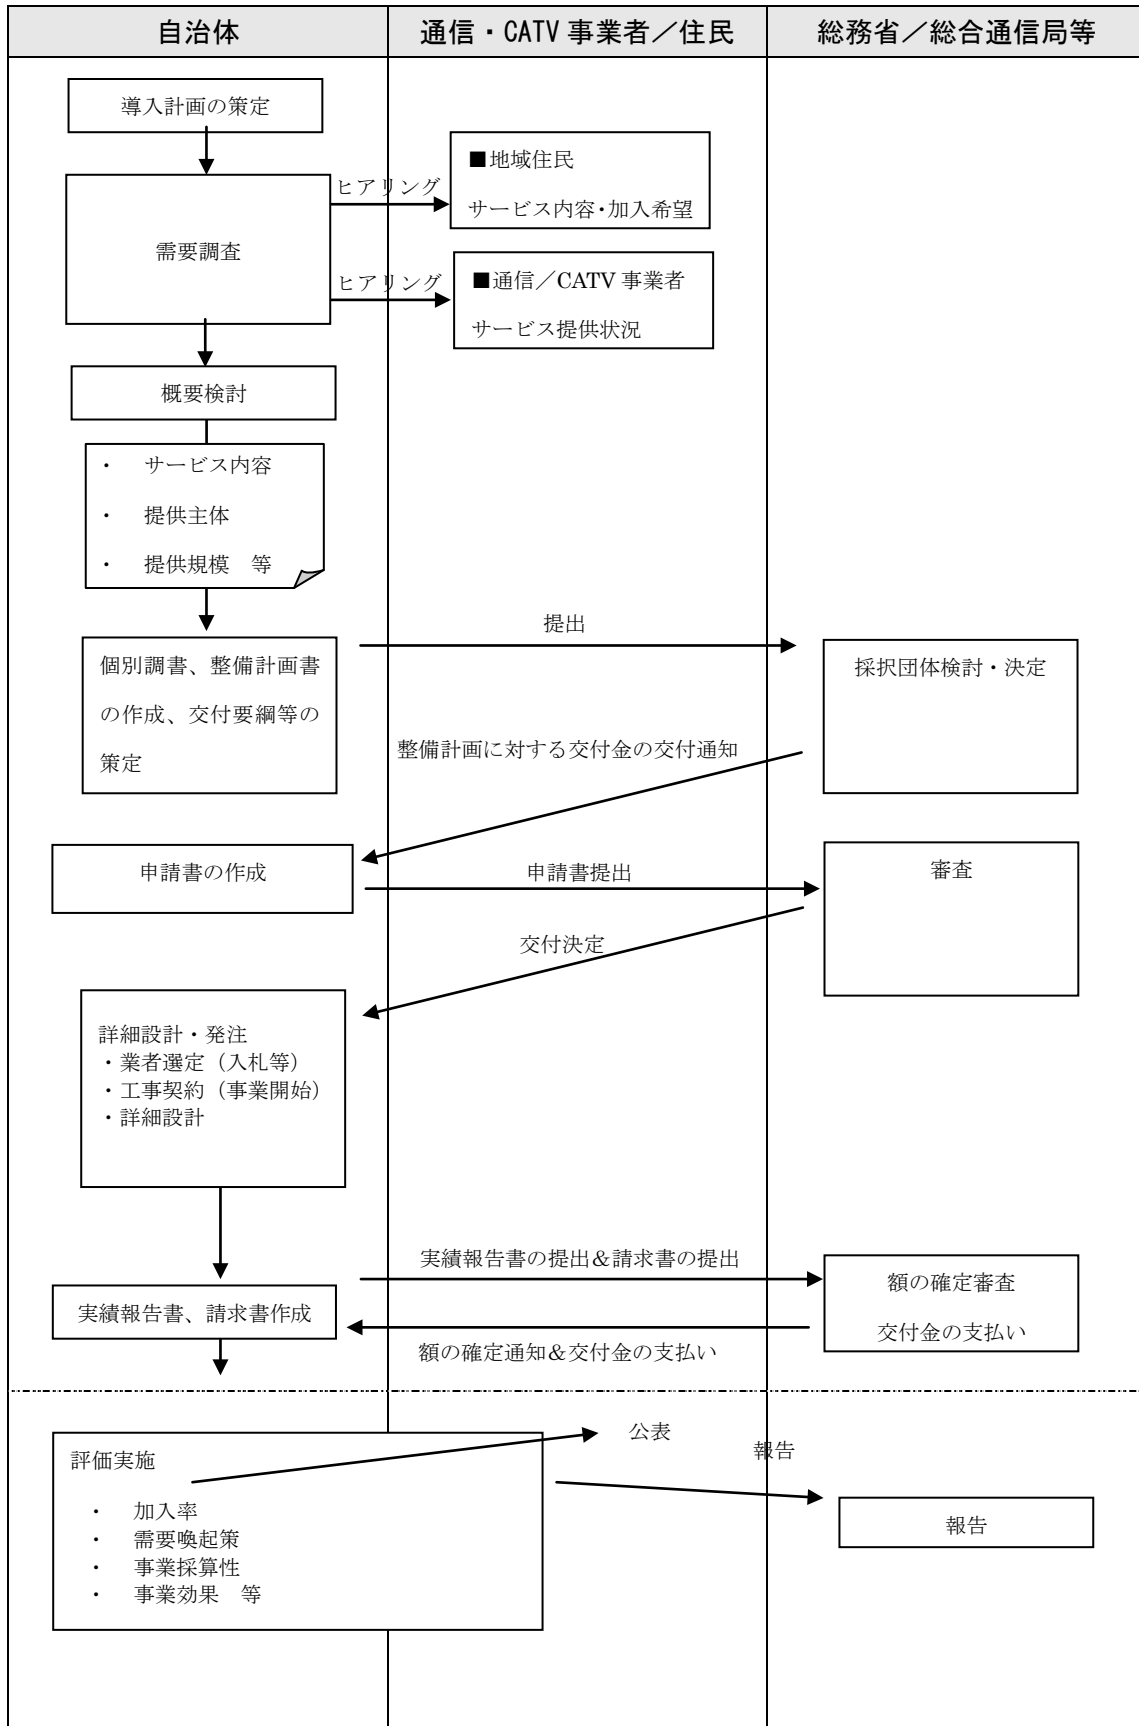 自治体
通信・CATV 事業者／住民
総務省／総合通信局等
導入計画の策定
需要調査
ヒアリング
■地域住民
サービス内容・加入希望
ヒアリング
■通信／CATV 事業者
サービス提供状況
概要検討
・ サービス内容
・ 提供主体
・ 提供規模　等
個別調書、整備計画書
の作成、交付要綱等の
策定
提出
採択団体検討・決定
整備計画に対する交付金の交付通知
申請書の作成
申請書提出
審査
交付決定
詳細設計・発注
・業者選定（入札等）
・工事契約（事業開始）
・詳細設計
実績報告書の提出＆請求書の提出
額の確定審査
交付金の支払い
実績報告書、請求書作成
額の確定通知＆交付金の支払い
評価実施
・ 加入率
・ 需要喚起策
・ 事業採算性
・ 事業効果　等
公表
報告
報告